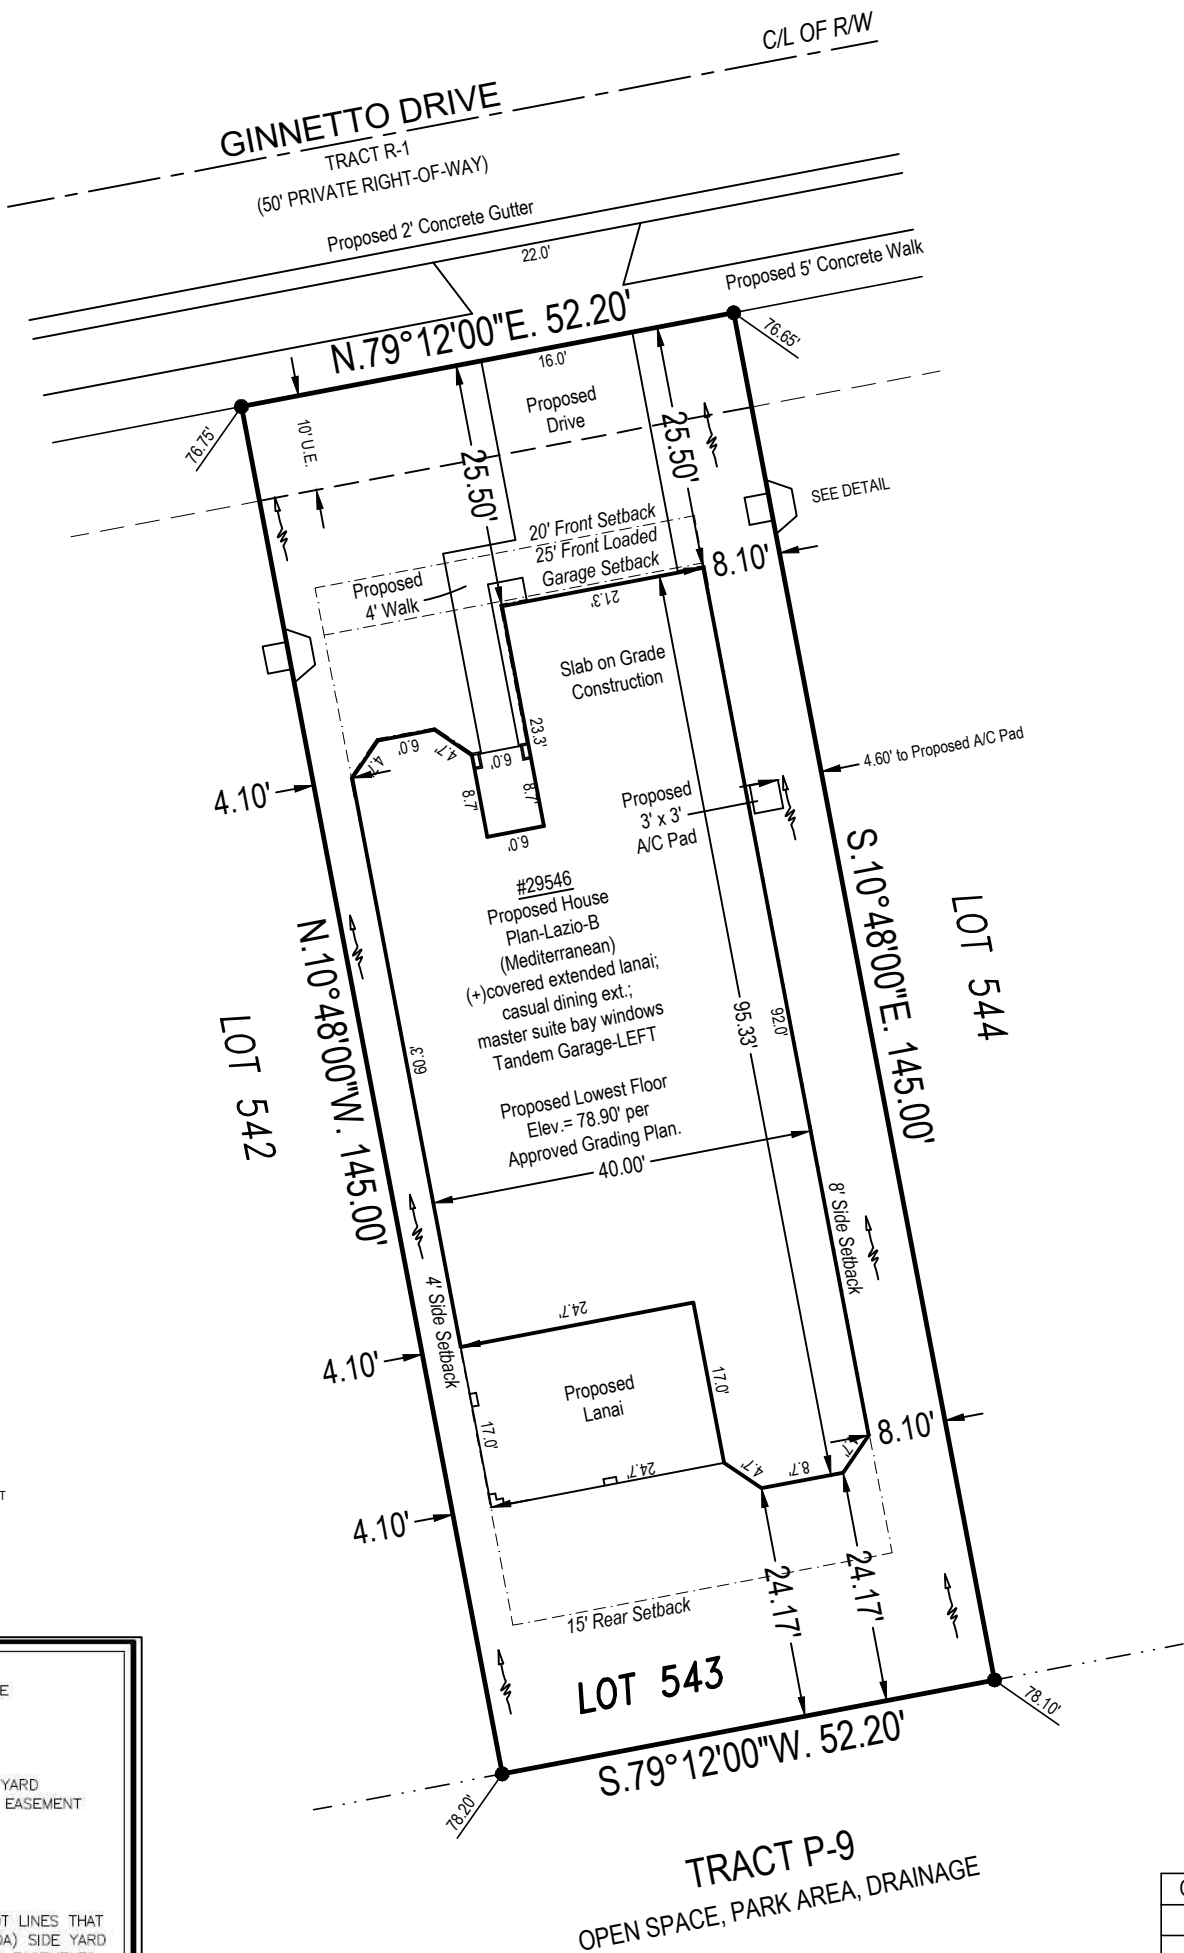 C/L OF R/W
GINNETTO DRIVE
TRACT R-1
(50' PRIVATE RIGHT-OF-WAY)
Proposed 2' Concrete Gutter
22.0'
Proposed 5' Concrete Walk
N.79°12'00"E. 52.20'
76.65'
16.0'
76.75'
10' U.E.
Proposed
Drive
25.50'
25.50'
SEE DETAIL
20' Front Setback
25' Front Loaded
Garage Setback
8.10'
Proposed
4' Walk
21.3'
Slab on Grade
Construction
23.3'
6.0'
4.7'
4.7'
6.0'
8.7'
8.7'
6.0'
4.10'
4.60' to Proposed A/C Pad
Proposed
3' x 3'
A/C Pad
#29546
Proposed House
Plan-Lazio-B
(Mediterranean)
(+)covered extended lanai;
casual dining ext.;
master suite bay windows
Tandem Garage-LEFT
Proposed Lowest Floor
Elev.= 78.90' per
Approved Grading Plan.
40.00'
95.33'
92.0'
60.3'
N.10°48'00"W. 145.00'
S.10°48'00"E. 145.00'
LOT 542
LOT 544
8' Side Setback
4' Side Setback
24.7'
4.10'
Proposed
Lanai
17.0'
17.0'
24.7'
4.7'
8.7'
8.10'
4.10'
24.17'
24.17'
15' Rear Setback
LOT 543
78.10'
S.79°12'00"W. 52.20'
78.20'
TRACT P-9
OPEN SPACE, PARK AREA, DRAINAGE
T
E
YARD
EASEMENT
T LINES THAT
OA) SIDE YARD